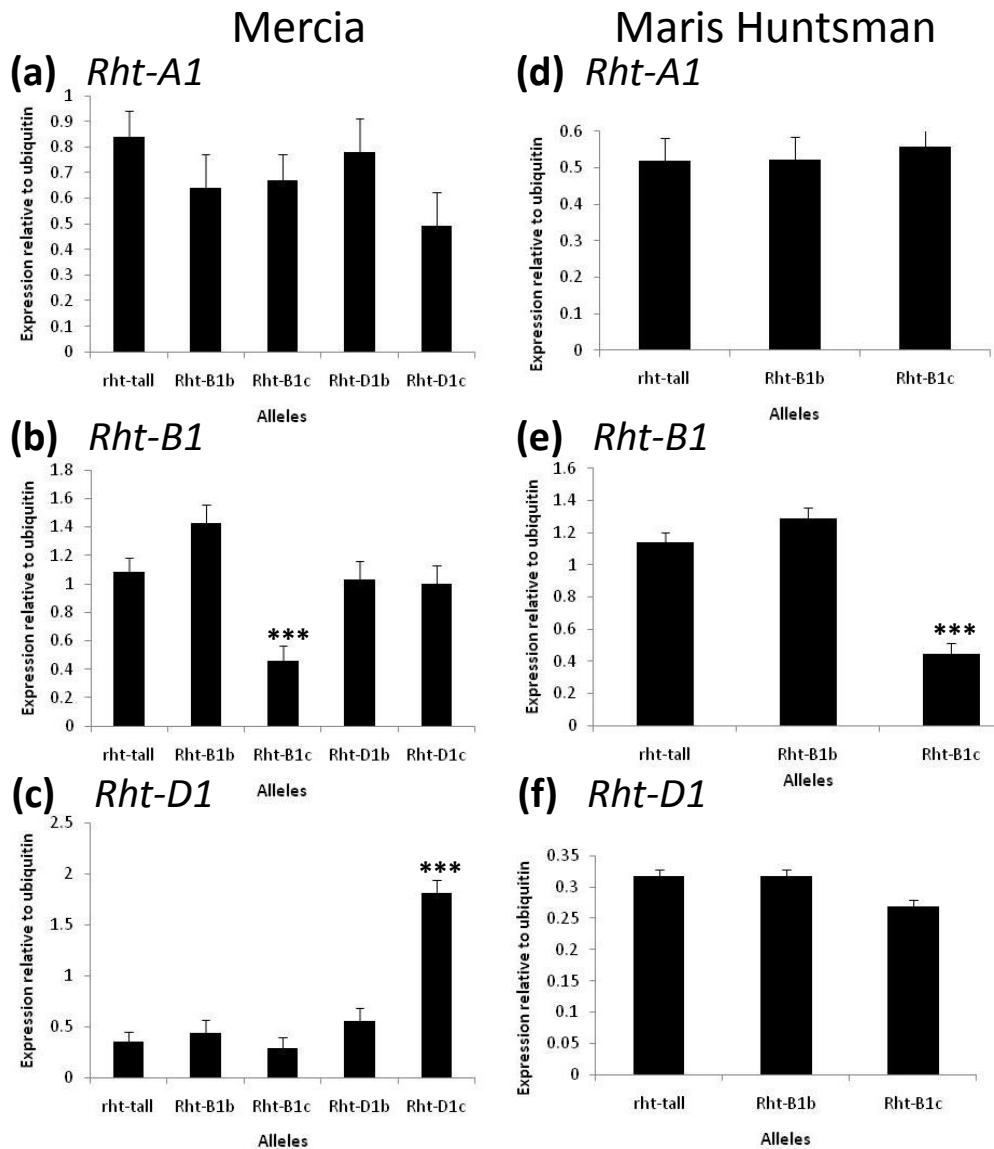 Mercia
Maris Huntsman
(a) Rht-A1
Expression relative to ubiquitin
1
0.9
0.8
0.7
0.6
0.5
0.4
0.3
0.2
0.1
0
rht-tall Rht-B1b Rht-B1c Rht-D1b Rht-D1c
Alleles
(d) Rht-A1
Expression relative to ubiquitin
0.6
0.5
0.4
0.3
0.2
0.1
0
rht-tall Rht-B1b Rht-B1c
Alleles
(b) Rht-B1
Expression relative to ubiquitin
1.8
1.6
1.4
1.2
1
0.8
0.6
0.4
0.2
0
***
rht-tall Rht-B1b Rht-B1c Rht-D1b Rht-D1c
Alleles
(e) Rht-B1
Expression relative to ubiquitin
1.6
1.4
1.2
1
0.8
0.6
0.4
0.2
0
***
rht-tall Rht-B1b Rht-B1c
Alleles
(c) Rht-D1
Expression relative to ubiquitin
2.5
2
1.5
1
0.5
0
***
rht-tall Rht-B1b Rht-B1c Rht-D1b Rht-D1c
Alleles
(f) Rht-D1
Expression relative to ubiquitin
0.35
0.3
0.25
0.2
0.15
0.1
0.05
0
rht-tall Rht-B1b Rht-B1c
Alleles